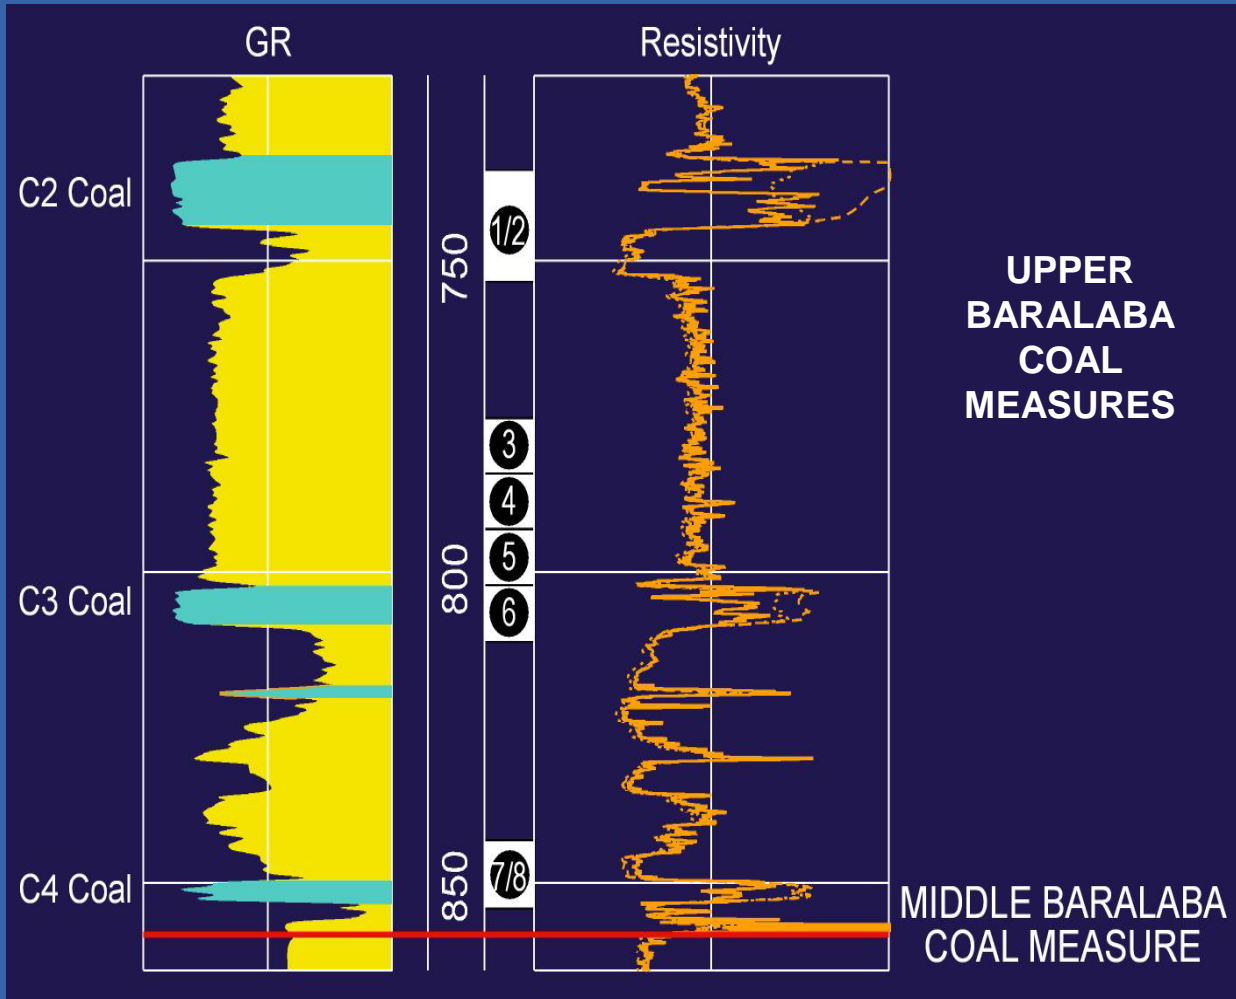 GR
Resistivity
C2 Coal
1/2
750
UPPER
BARALABA
COAL
MEASURES
3
4
5
800
C3 Coal
6
C4 Coal
850
7/8
MIDDLE BARALABA
COAL MEASURE